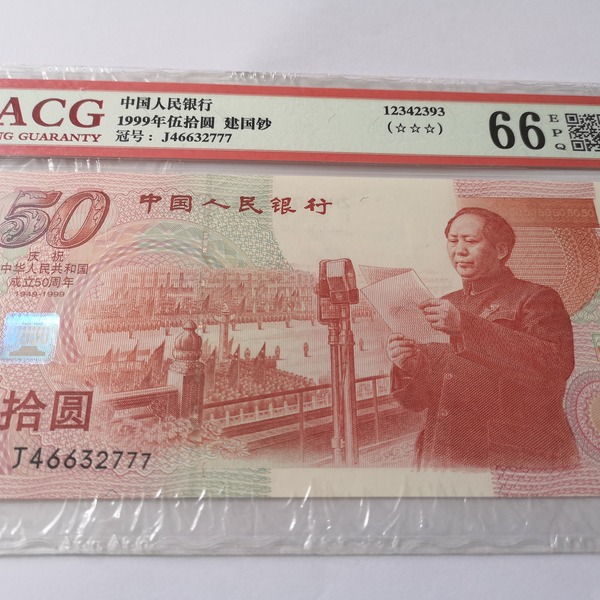 ACG
NG GUARANTY
中国人民银行
1999年伍拾圆 建国钞
冠号: J46632777
12342393
(☆☆☆)
66
EPQ
50
中国人民银行
庆祝
中华人民共和国
成立50周年
1949-1999
拾圆
J46632777